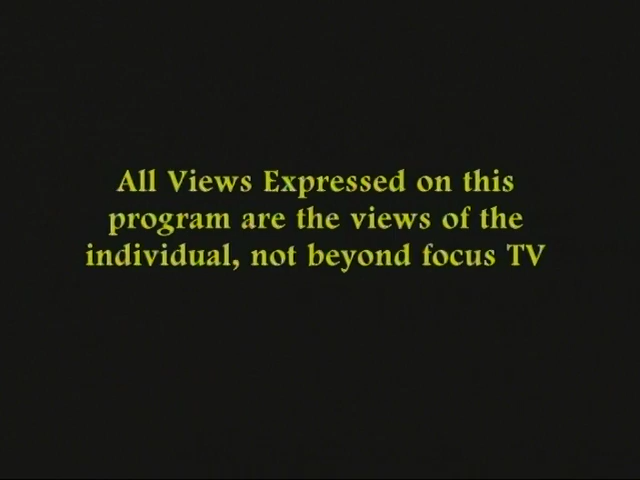 All Views Expressed on this
program are the views of the
individual, not beyond focus TV